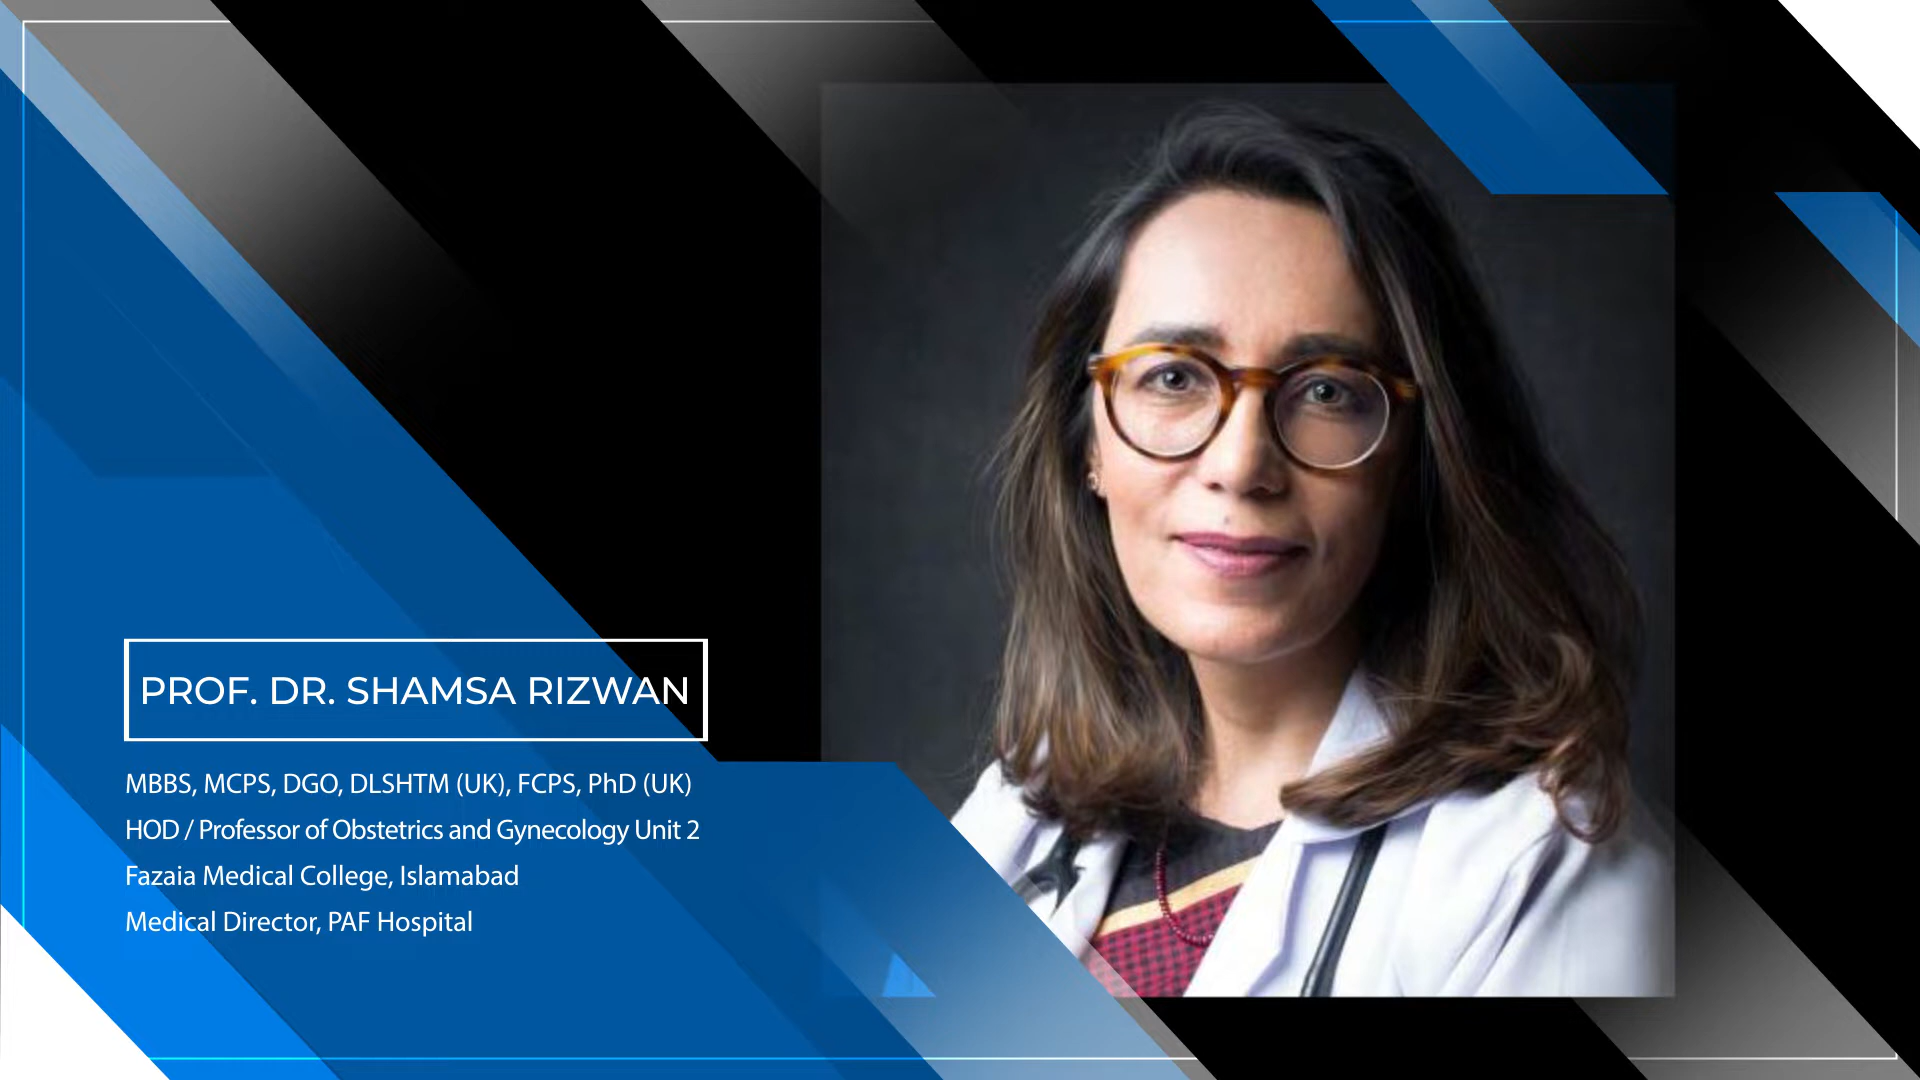 PROF. DR. SHAMSA RIZWAN
MBBS, MCPS, DGO, DLSHTM (UK), FCPS, PhD (UK)
HOD / Professor of Obstetrics and Gynecology Unit 2
Fazaia Medical College, Islamabad
Medical Director, PAF Hospital